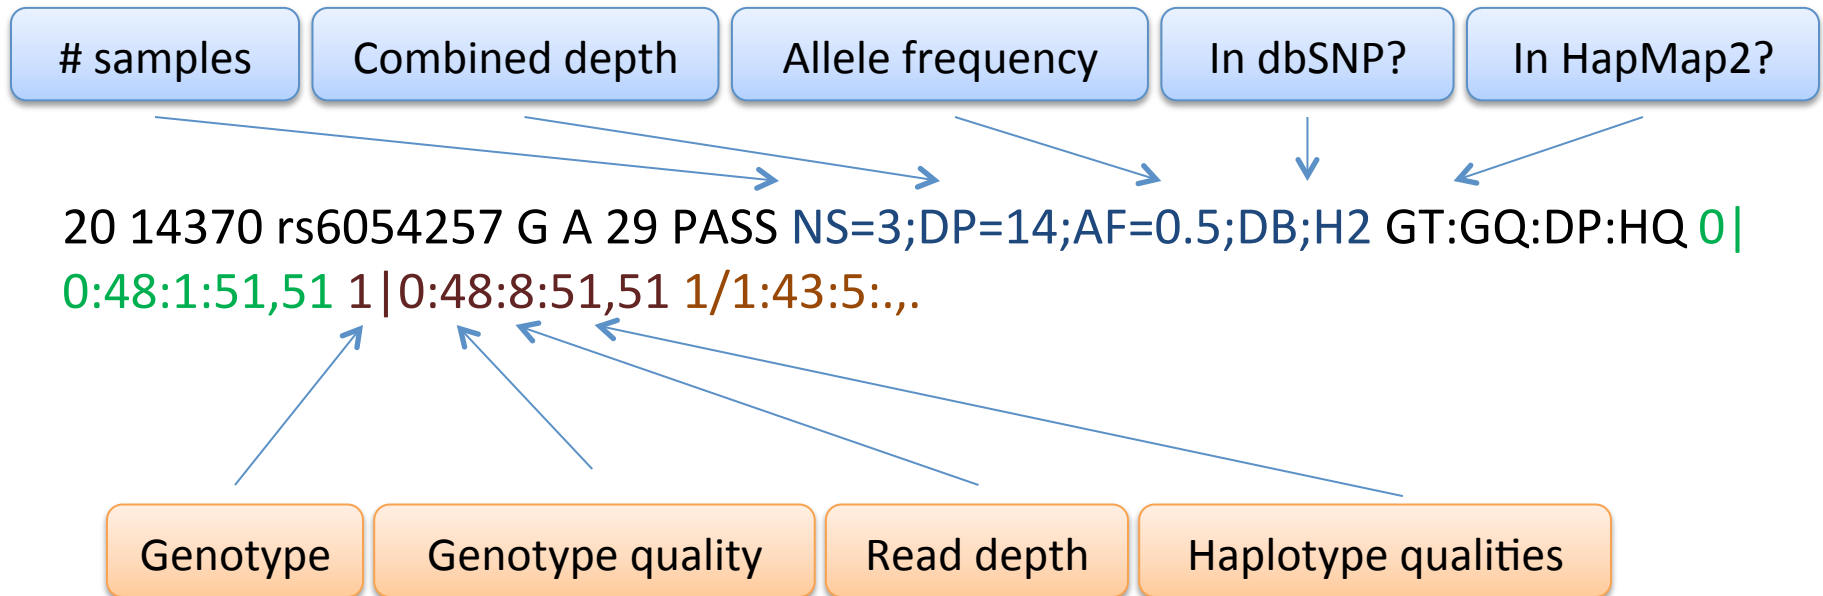 # samples
Combined depth
Allele frequency
In dbSNP?
In HapMap2?
20 14370 rs6054257 G A 29 PASS NS=3;DP=14;AF=0.5;DB;H2 GT:GQ:DP:HQ 0|
0:48:1:51,51 1|0:48:8:51,51 1/1:43:5:.,.
Genotype
Genotype quality
Read depth
Haplotype qualities